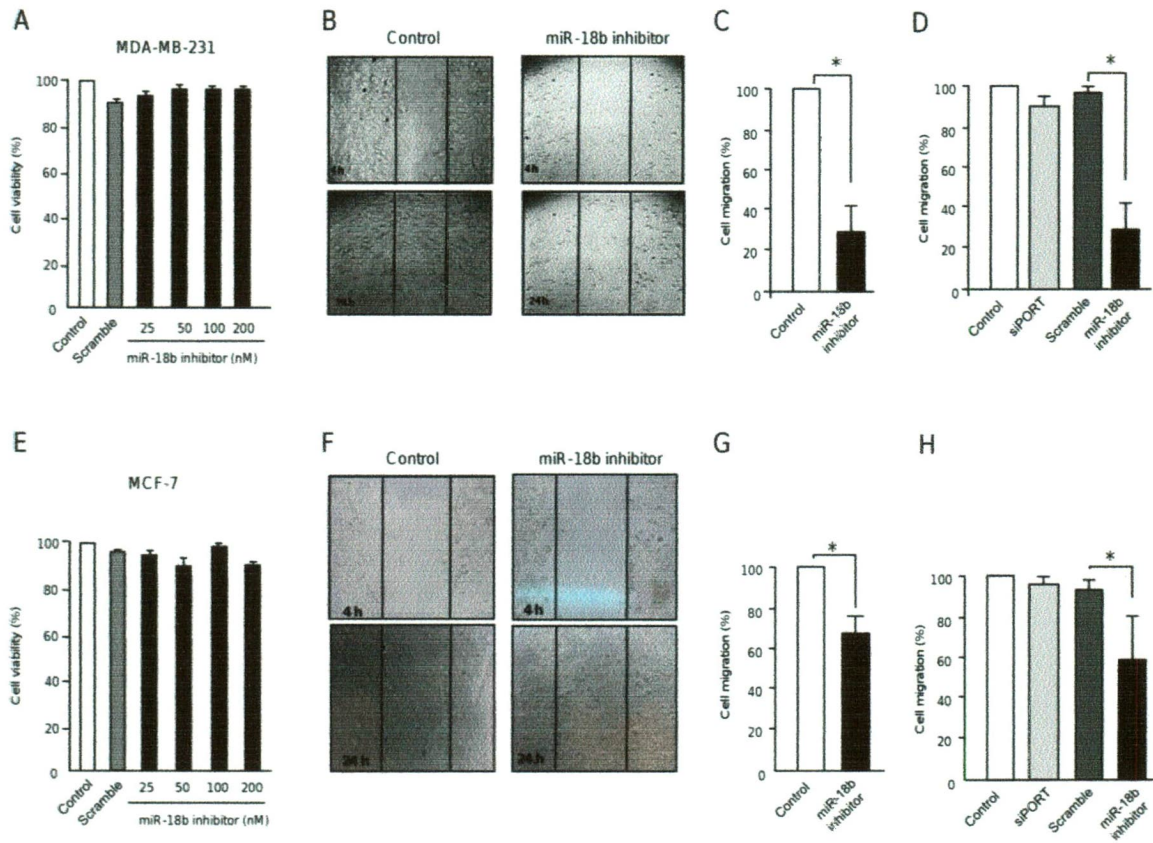 A
MDA-MB-231
Cell viability (%)
100
80
60
40
20
0
Control
Scramble
25 50 100 200
miR-18b inhibitor (nM)
B
Control
miR-18b inhibitor
4h
4h
24h
24h
C
*
Cell migration (%)
100
80
60
40
20
0
Control
miR-18b
inhibitor
D
*
Cell migration (%)
100
80
60
40
20
0
Control
siPORT
Scramble
miR-18b
inhibitor
E
MCF-7
Cell viability (%)
100
80
60
40
20
0
Control
Scramble
25 50 100 200
miR-18b inhibitor (nM)
F
Control
miR-18b inhibitor
4h
4h
24h
24h
G
*
Cell migration (%)
100
80
60
40
20
0
Control
miR-18b
inhibitor
H
*
Cell migration (%)
100
80
60
40
20
0
Control
siPORT
Scramble
miR-18b
inhibitor